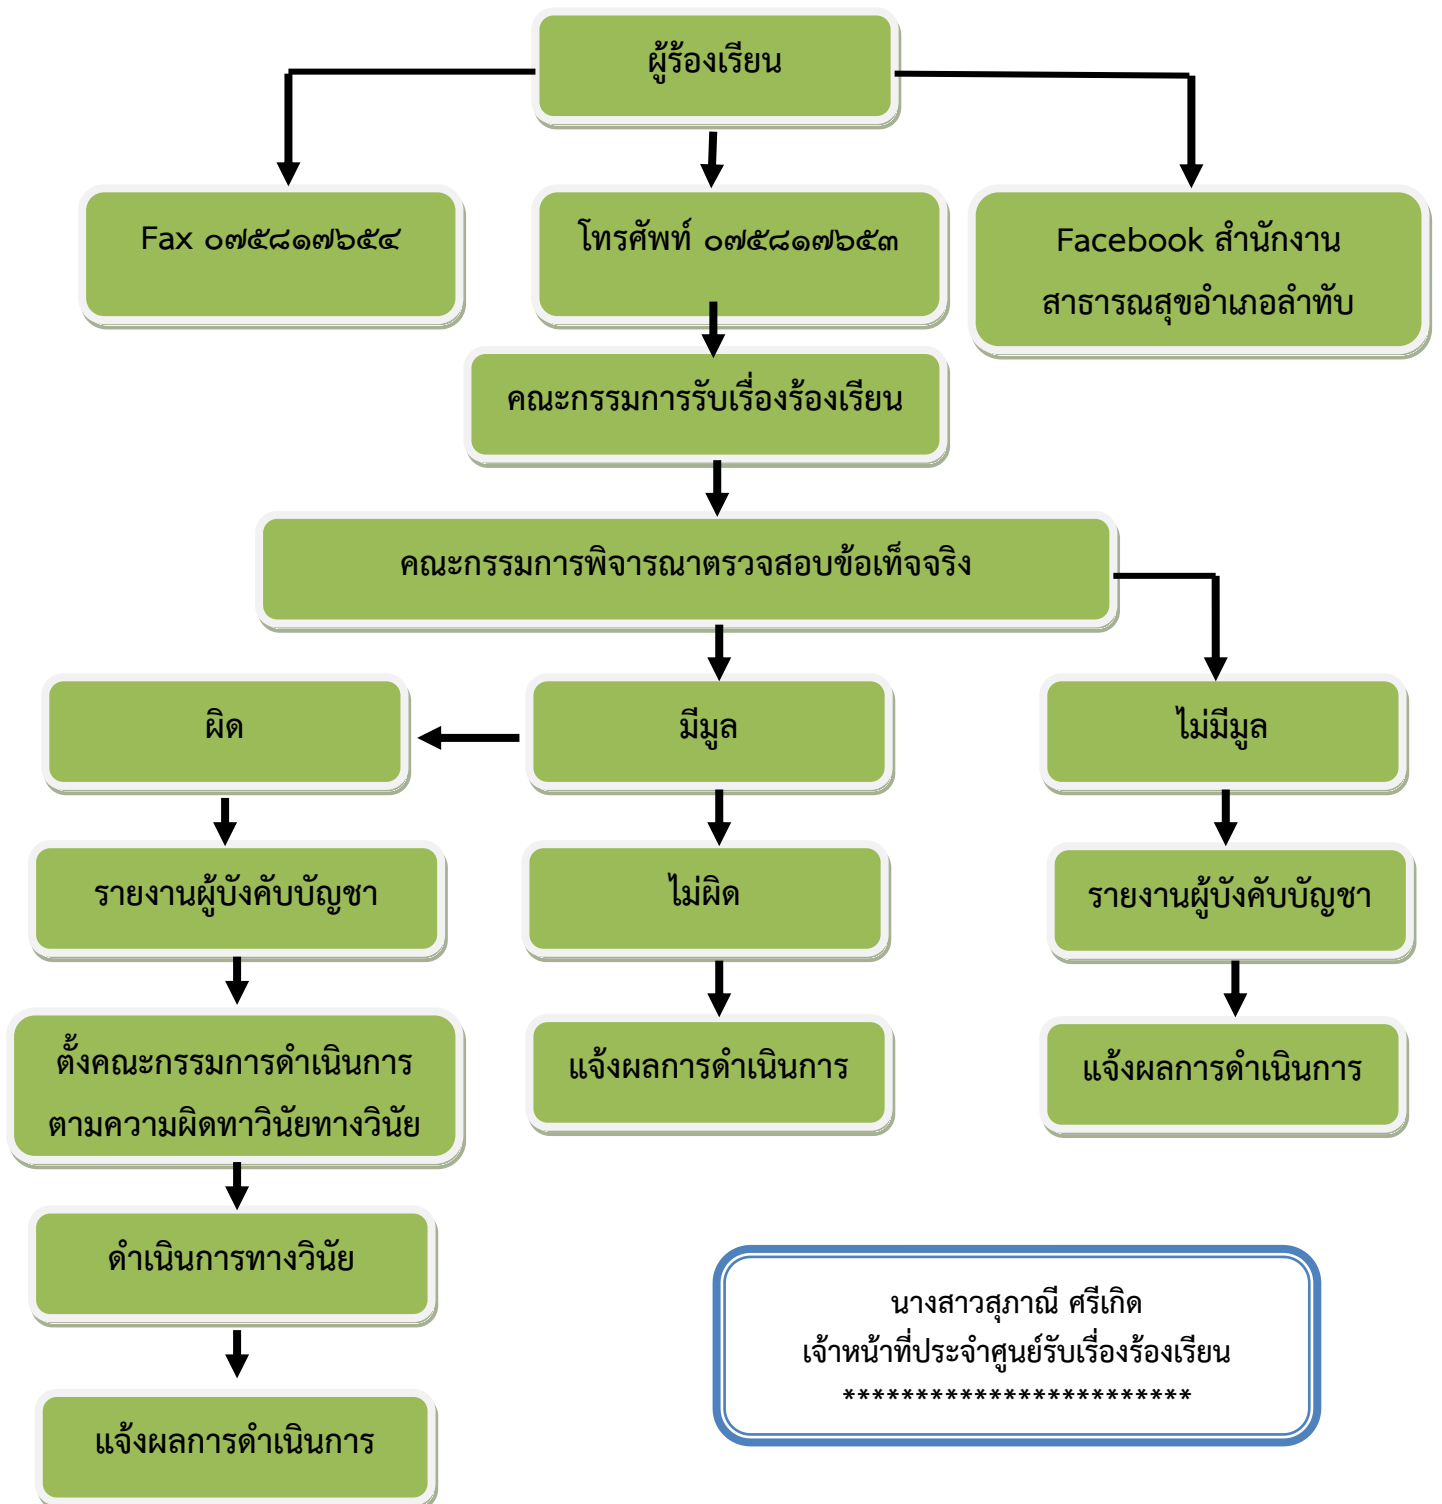 ผู้ร้องเรียน
Fax ๐๗๕๘๑๗๖๕๔
โทรศัพท์ ๐๗๕๘๑๗๖๕๓
Facebook สำนักงาน
สาธารณสุขอำเภอลำทับ
คณะกรรมการรับเรื่องร้องเรียน
คณะกรรมการพิจารณาตรวจสอบข้อเท็จจริง
ผิด
มีมูล
ไม่มีมูล
รายงานผู้บังคับบัญชา
ไม่ผิด
รายงานผู้บังคับบัญชา
ตั้งคณะกรรมการดำเนินการ
ตามความผิดทาวินัยทางวินัย
แจ้งผลการดำเนินการ
แจ้งผลการดำเนินการ
ดำเนินการทางวินัย
แจ้งผลการดำเนินการ
นางสาวสุภาณี ศรีเกิด
เจ้าหน้าที่ประจำศูนย์รับเรื่องร้องเรียน
************************